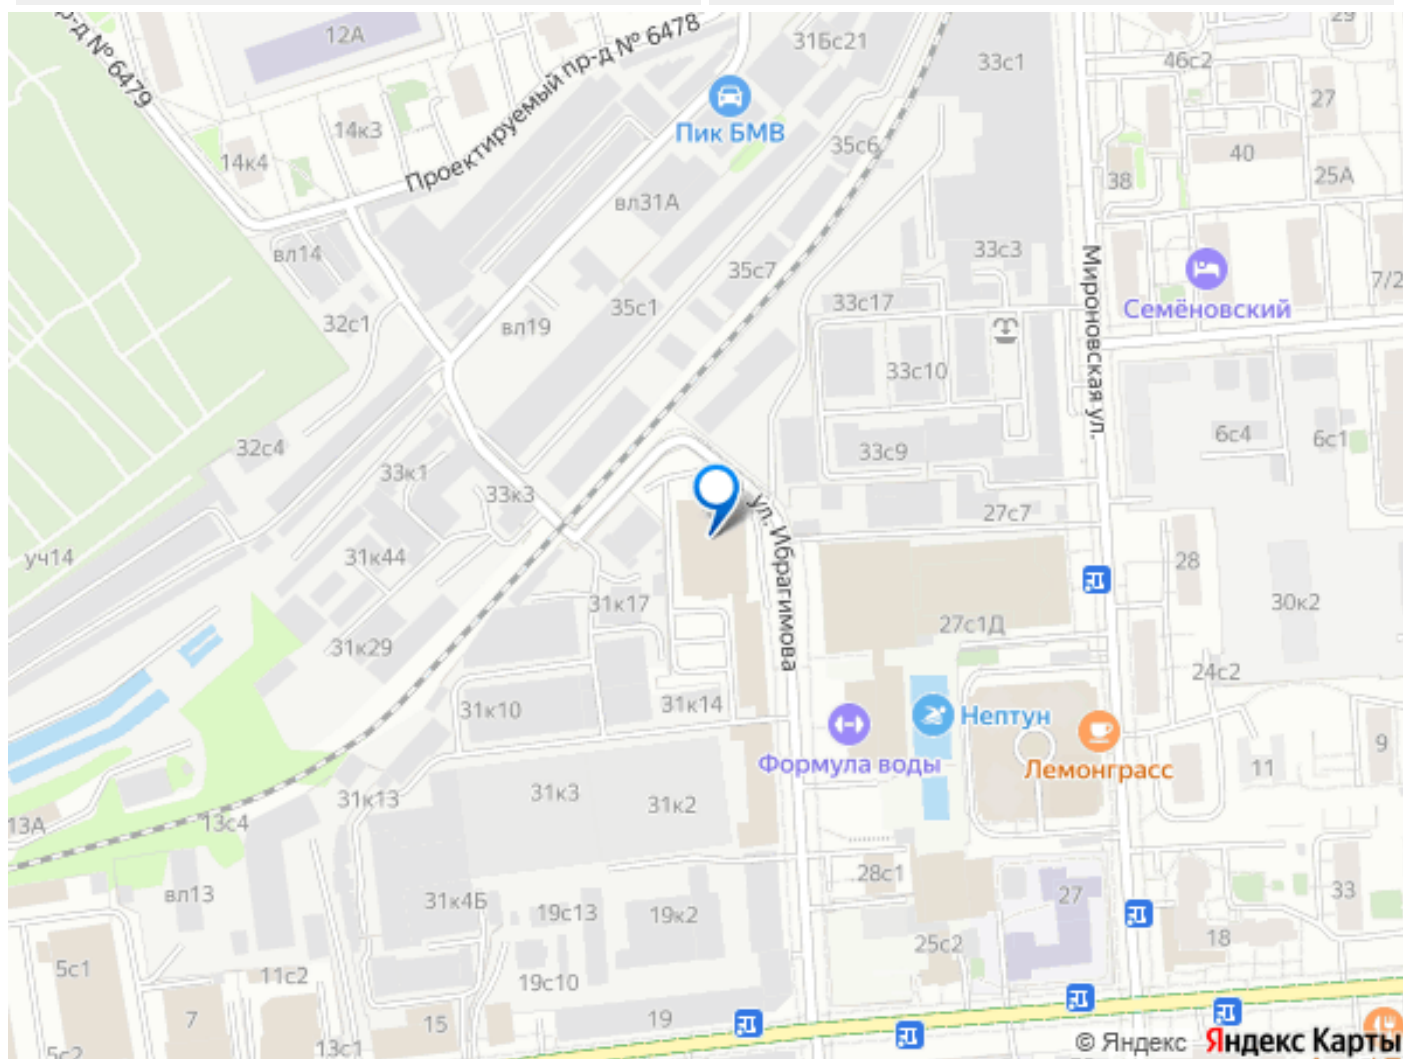 12А
31Бс21
29
33с1
46с2
р-д № 6479
Проектируемый пр-д № 6478
27
Пик БМВ
14к3
35с6
40
14к4
38
25А
вл31А
вл14
35с7
33с3
Мироновская ул.
7/2
Семёновский
32с1
вл19
35с1
33с17
33с10
6с4
6с1
32с4
33с9
33к1
33к3
ул. Ибрагимова
27с7
уч14
31к44
28
31к17
30к2
27с1Д
31к29
24с2
31к10
31к14
Нептун
9
Формула воды
Лемонграсс
11
31к13
31к3
31к2
13А
13с4
28с1
вл13
27
33
31к4Б
19с13
19к2
25с2
18
5с1
11с2
19с10
7
15
19
5с2
13с1
© Яндекс Яндекс Карты